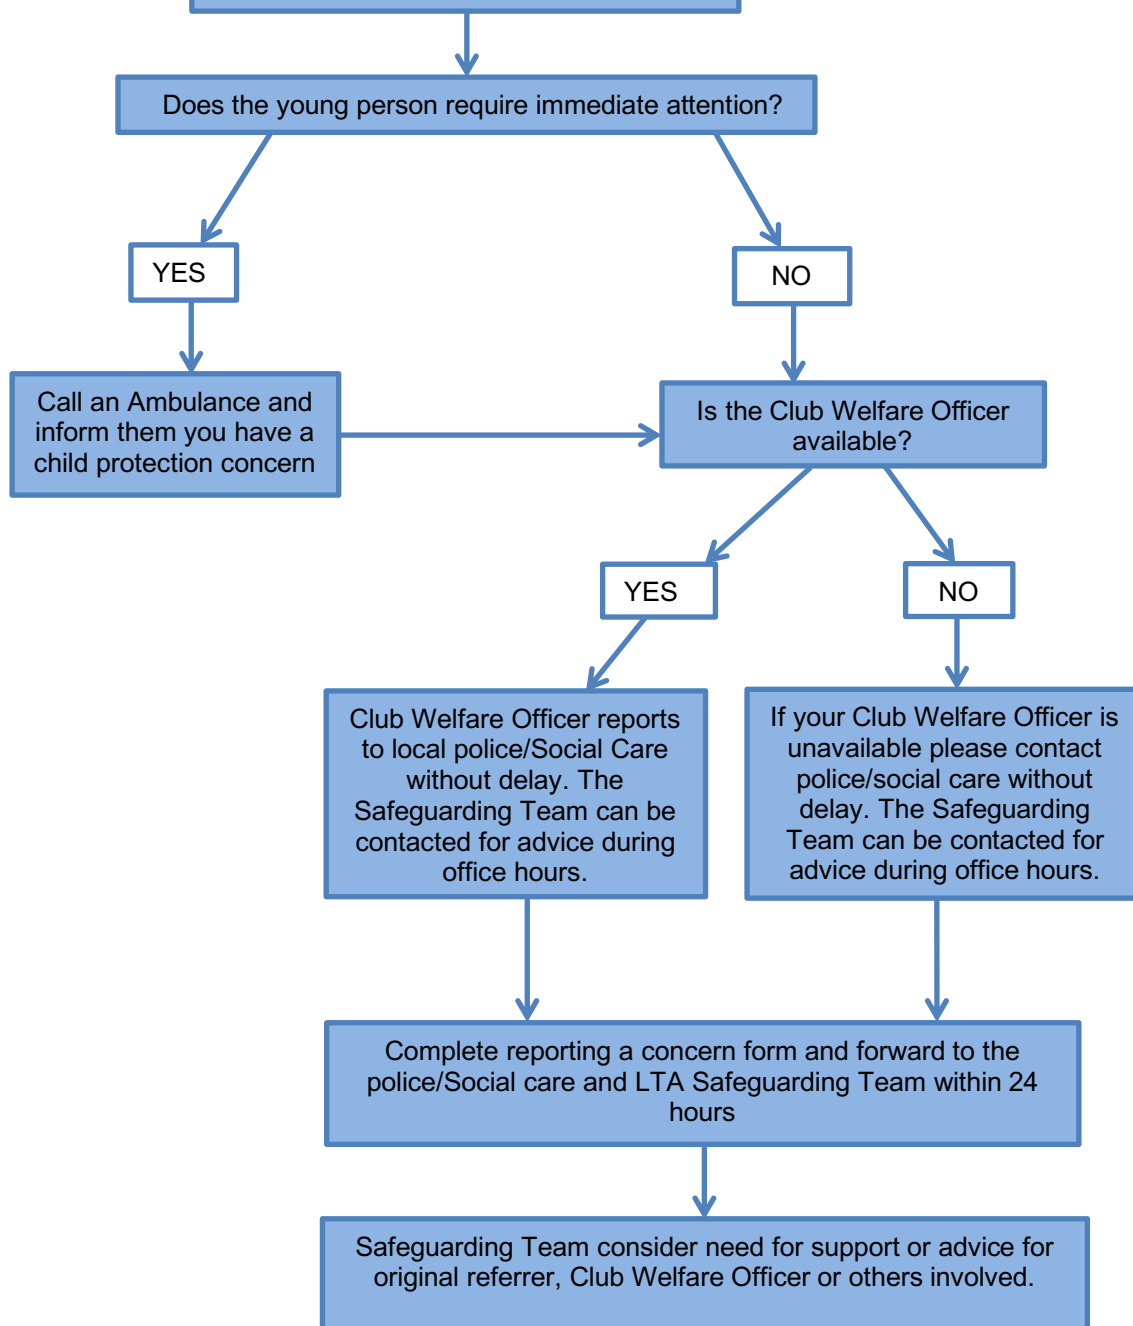 Does the young person require immediate attention?
YES
NO
Call an Ambulance and
inform them you have a
child protection concern
Is the Club Welfare Officer
available?
YES
NO
Club Welfare Officer reports
to local police/Social Care
without delay. The
Safeguarding Team can be
contacted for advice during
office hours.
If your Club Welfare Officer is
unavailable please contact
police/social care without
delay. The Safeguarding
Team can be contacted for
advice during office hours.
Complete reporting a concern form and forward to the
police/Social care and LTA Safeguarding Team within 24
hours
Safeguarding Team consider need for support or advice for
original referrer, Club Welfare Officer or others involved.